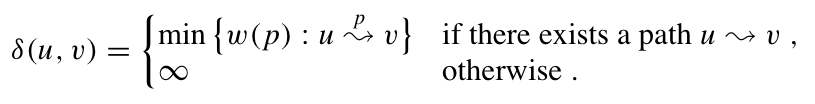 δ(u, v) = { min {w(p) : u ⤳ᵖ v} if there exists a path u ⤳ v ,
∞ otherwise .